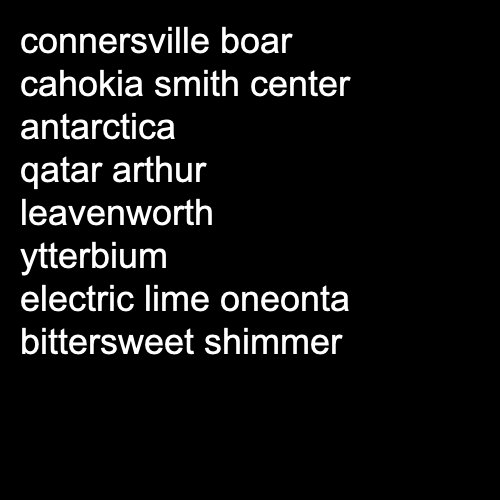 connersville boar
cahokia smith center
antarctica
qatar arthur
leavenworth
ytterbium
electric lime oneonta
bittersweet shimmer